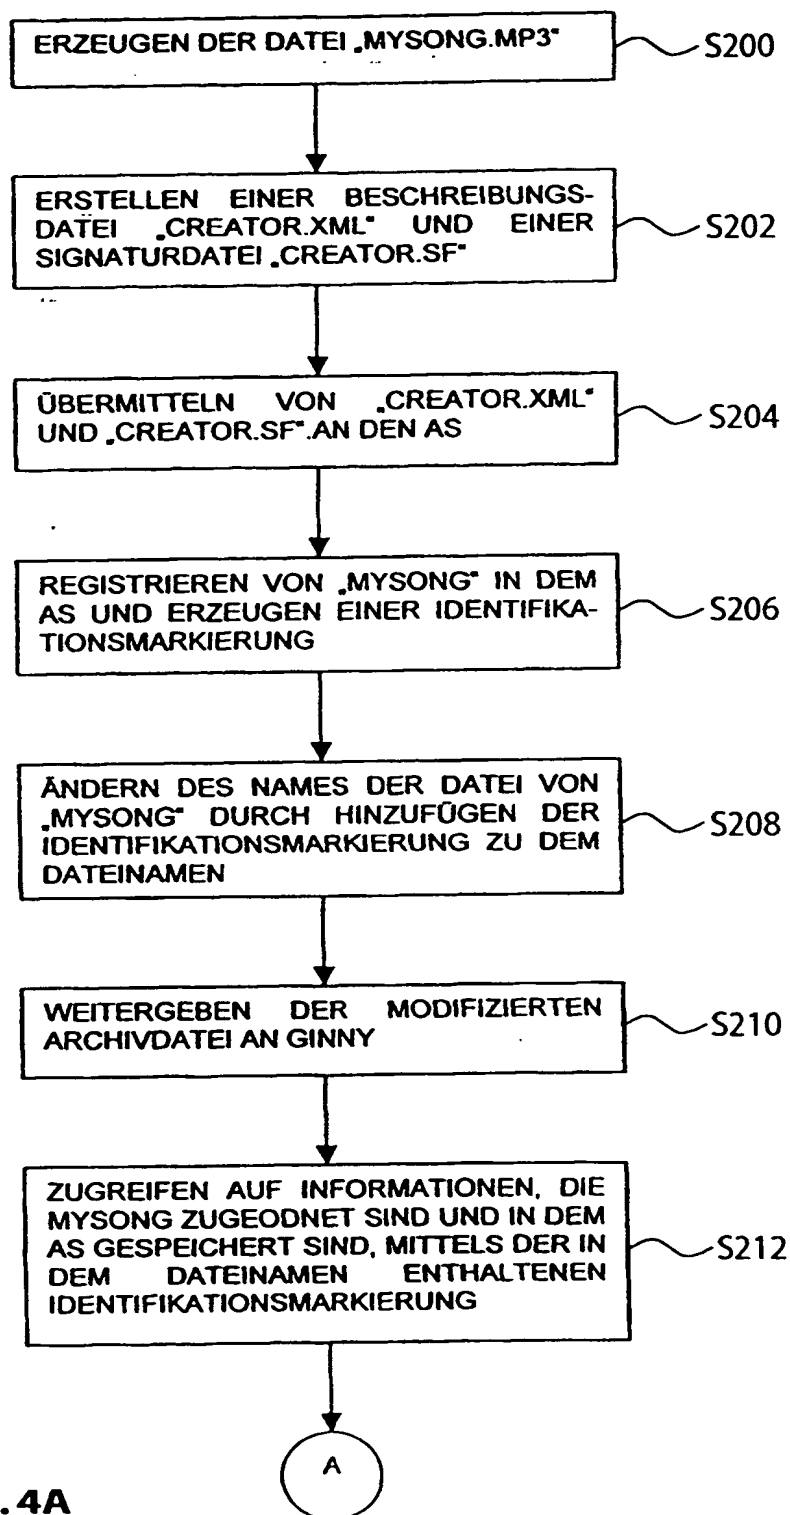 ERZEUGEN DER DATEI „MYSONG.MP3"
S200
ERSTELLEN EINER BESCHREIBUNGS-
DATEI „CREATOR.XML" UND EINER
SIGNATURDATEI „CREATOR.SF"
S202
ÜBERMITTELN VON „CREATOR.XML"
UND „CREATOR.SF" AN DEN AS
S204
REGISTRIEREN VON „MYSONG" IN DEM
AS UND ERZEUGEN EINER IDENTIFIKA-
TIONSMARKIERUNG
S206
ÄNDERN DES NAMES DER DATEI VON
„MYSONG" DURCH HINZUFÜGEN DER
IDENTIFIKATIONSMARKIERUNG ZU DEM
DATEINAMEN
S208
WEITERGEBEN DER MODIFIZIERTEN
ARCHIVDATEI AN GINNY
S210
ZUGREIFEN AUF INFORMATIONEN, DIE
MYSONG ZUGEODNET SIND UND IN DEM
AS GESPEICHERT SIND, MITTELS DER IN
DEM DATEINAMEN ENTHALTENEN
IDENTIFIKATIONSMARKIERUNG
S212
A
. 4A